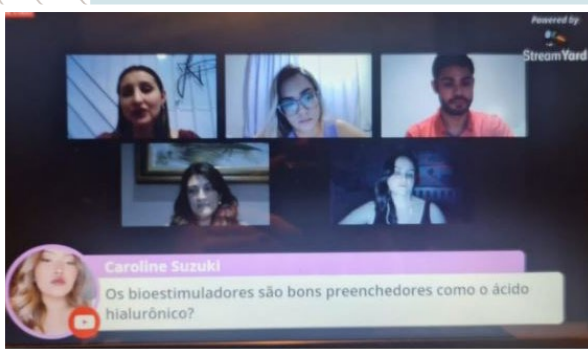 Powered by
StreamYard
Caroline Suzuki
Os bioestimuladores são bons preenchedores como o ácido
hialurônico?